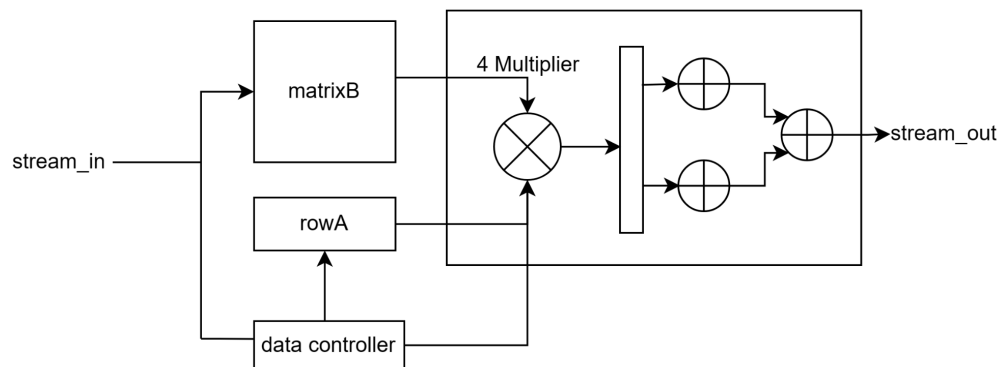 matrixB
4 Multiplier
stream_in
stream_out
rowA
data controller